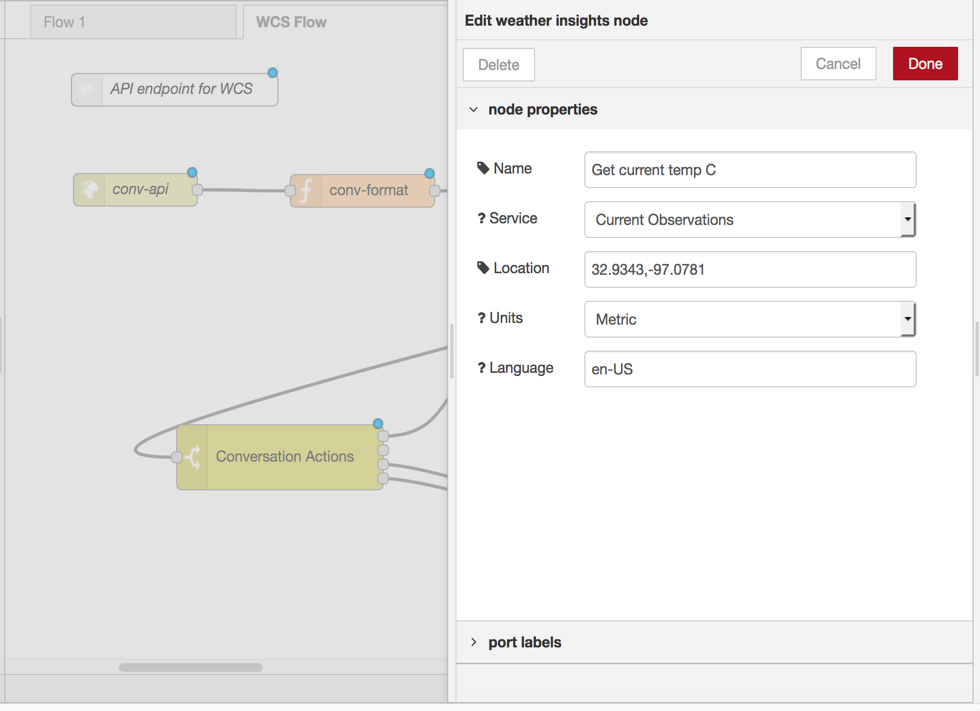 Flow 1
WCS Flow
API endpoint for WCS
conv-api
conv-format
Conversation Actions
Edit weather insights node
Delete
Cancel
Done
node properties
Name
Get current temp C
? Service
Current Observations
Location
32.9343,-97.0781
? Units
Metric
? Language
en-US
port labels